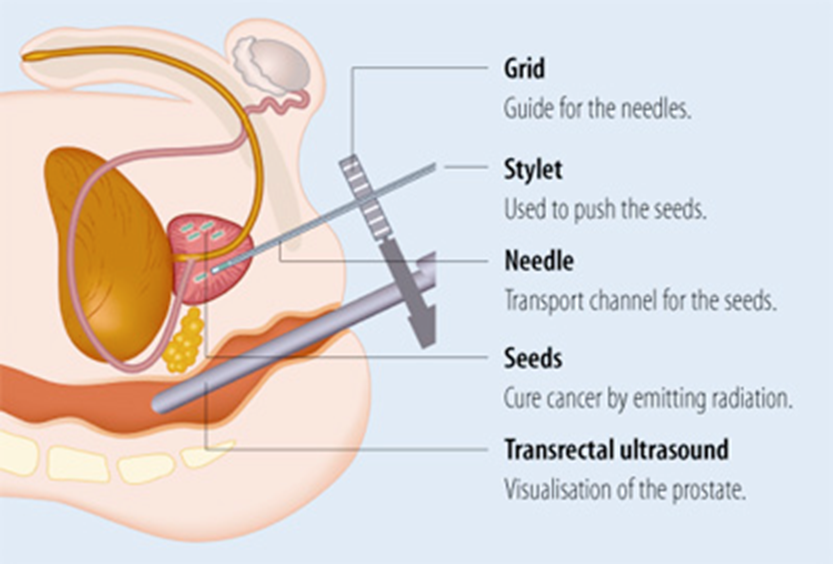 Grid
Guide for the needles.
Stylet
Used to push the seeds.
Needle
Transport channel for the seeds.
Seeds
Cure cancer by emitting radiation.
Transrectal ultrasound
Visualisation of the prostate.